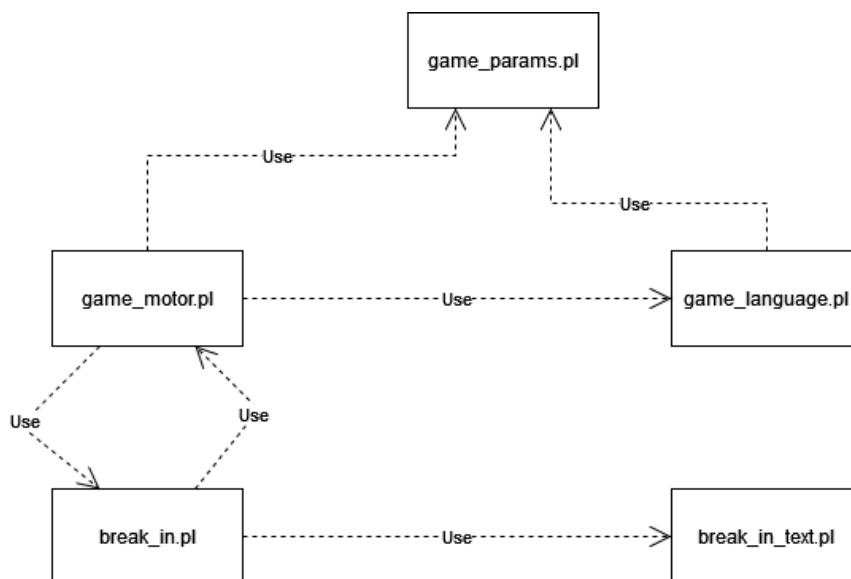 game_params.pl
Use
Use
game_motor.pl
Use
game_language.pl
Use
Use
break_in.pl
Use
break_in_text.pl